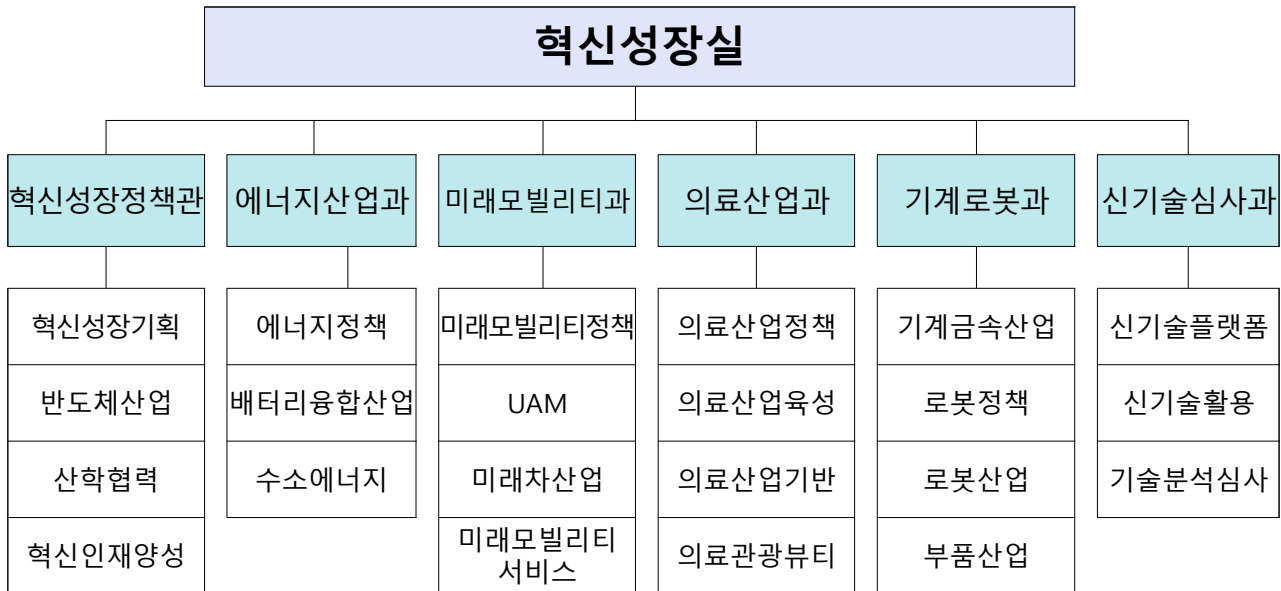 혁신성장실
혁신성장정책관
에너지산업과
미래모빌리티과
의료산업과
기계로봇과
신기술심사과
혁신성장기획
에너지정책
미래모빌리티정책
의료산업정책
기계금속산업
신기술플랫폼
반도체산업
배터리융합산업
UAM
의료산업육성
로봇정책
신기술활용
산학협력
수소에너지
미래차산업
의료산업기반
로봇산업
기술분석심사
혁신인재양성
미래모빌리티
서비스
의료관광뷰티
부품산업